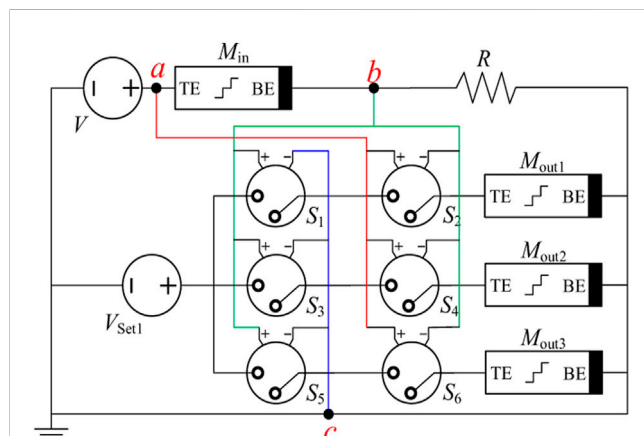 M_in
a
TE
BE
b
R
V
+ − + −
M_out1
S_1
S_2
TE
BE
+ − + −
M_out2
S_3
S_4
TE
BE
V_Set1
+ − + −
M_out3
S_5
S_6
TE
BE
c